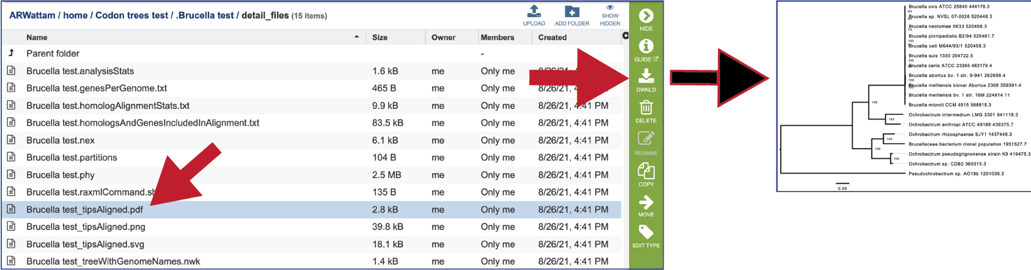 ARWattam / home / Codon trees test / .Brucella test / detail_files (15 items)
UPLOAD ADD FOLDER SHOW HIDDEN
Name Size Owner Members Created
Parent folder -
Brucella test.analysisStats 1.6 kB me Only me 8/26/21, 4:41 PM
Brucella test.genesPerGenome.txt 465 B me Only me
Brucella test.homologAlignmentStats.txt 9.9 kB me Only me 8/26/21, 4:41 PM
Brucella test.homologsAndGenesIncludedInAlignment.txt 83.5 kB me Only me 8/26/21, 4:41 PM
Brucella test.nex 6.1 kB me Only me 8/26/21, 4:41 PM
Brucella test.partitions 104 B me Only me 8/26/21, 4:41 PM
Brucella test.phy 2.5 MB me Only me 8/26/21, 4:41 PM
Brucella test.raxmlCommand.sh 135 B me Only me 8/26/21, 4:41 PM
Brucella test_tipsAligned.pdf 2.8 kB me Only me 8/26/21, 4:41 PM
Brucella test_tipsAligned.png 39.8 kB me Only me 8/26/21, 4:41 PM
Brucella test_tipsAligned.svg 18.1 kB me Only me 8/26/21, 4:41 PM
Brucella test_treeWithGenomeNames.nwk 1.4 kB me Only me 8/26/21, 4:41 PM
HIDE
GUIDE
DWNLD
DELETE
RENAME
COPY
MOVE
EDIT TYPE
Brucella ovis ATCC 25840 444178.3
Brucella sp. NVSL 07-0026 520448.3
Brucella neotomae 5K33 520456.3
Brucella pinnipedialis B2/94 520461.7
Brucella ceti M644/93/1 520459.3
Brucella suis 1330 204722.5
Brucella canis ATCC 23365 483179.4
Brucella abortus bv. 1 str. 9-941 262698.4
Brucella melitensis biovar Abortus 2308 359391.4
Brucella melitensis bv. 1 str. 16M 224914.11
Brucella microti CCM 4915 568815.3
Ochrobactrum intermedium LMG 3301 641118.3
Ochrobactrum anthropi ATCC 49188 439375.7
Ochrobactrum rhizosphaerae SJY1 1437448.3
Brucellaceae bacterium clonal population 1951527.7
Ochrobactrum pseudogrignonense strain K8 419475.3
Ochrobactrum sp. CDB2 360313.3
Pseudochrobactrum sp. AO18b 1201036.3
0.09